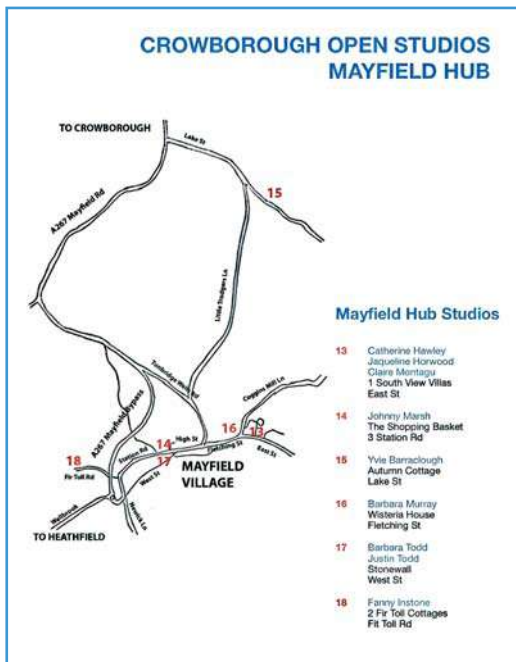 CROWBOROUGH OPEN STUDIOS
MAYFIELD HUB
TO CROWBOROUGH
Lake St
15
A267 Mayfield Rd
Little Trodgers Ln
Tunbridge Wells Rd
Coggins Mill Ln
A267 Mayfield Bypass
16
13
14
High St
Fletching St
East St
18
Station Rd
17
Fir Toll Rd
West St
MAYFIELD
VILLAGE
Newick Ln
TO HEATHFIELD
Mayfield Hub Studios
13
Catherine Hawley
Jaqueline Horwood
Claire Montagu
1 South View Villas
East St
14
Johnny Marsh
The Shopping Basket
3 Station Rd
15
Yvie Barraclough
Autumn Cottage
Lake St
16
Barbara Murray
Wisteria House
Fletching St
17
Barbara Todd
Justin Todd
Stonewall
West St
18
Fanny Instone
2 Fir Toll Cottages
Fit Toll Rd